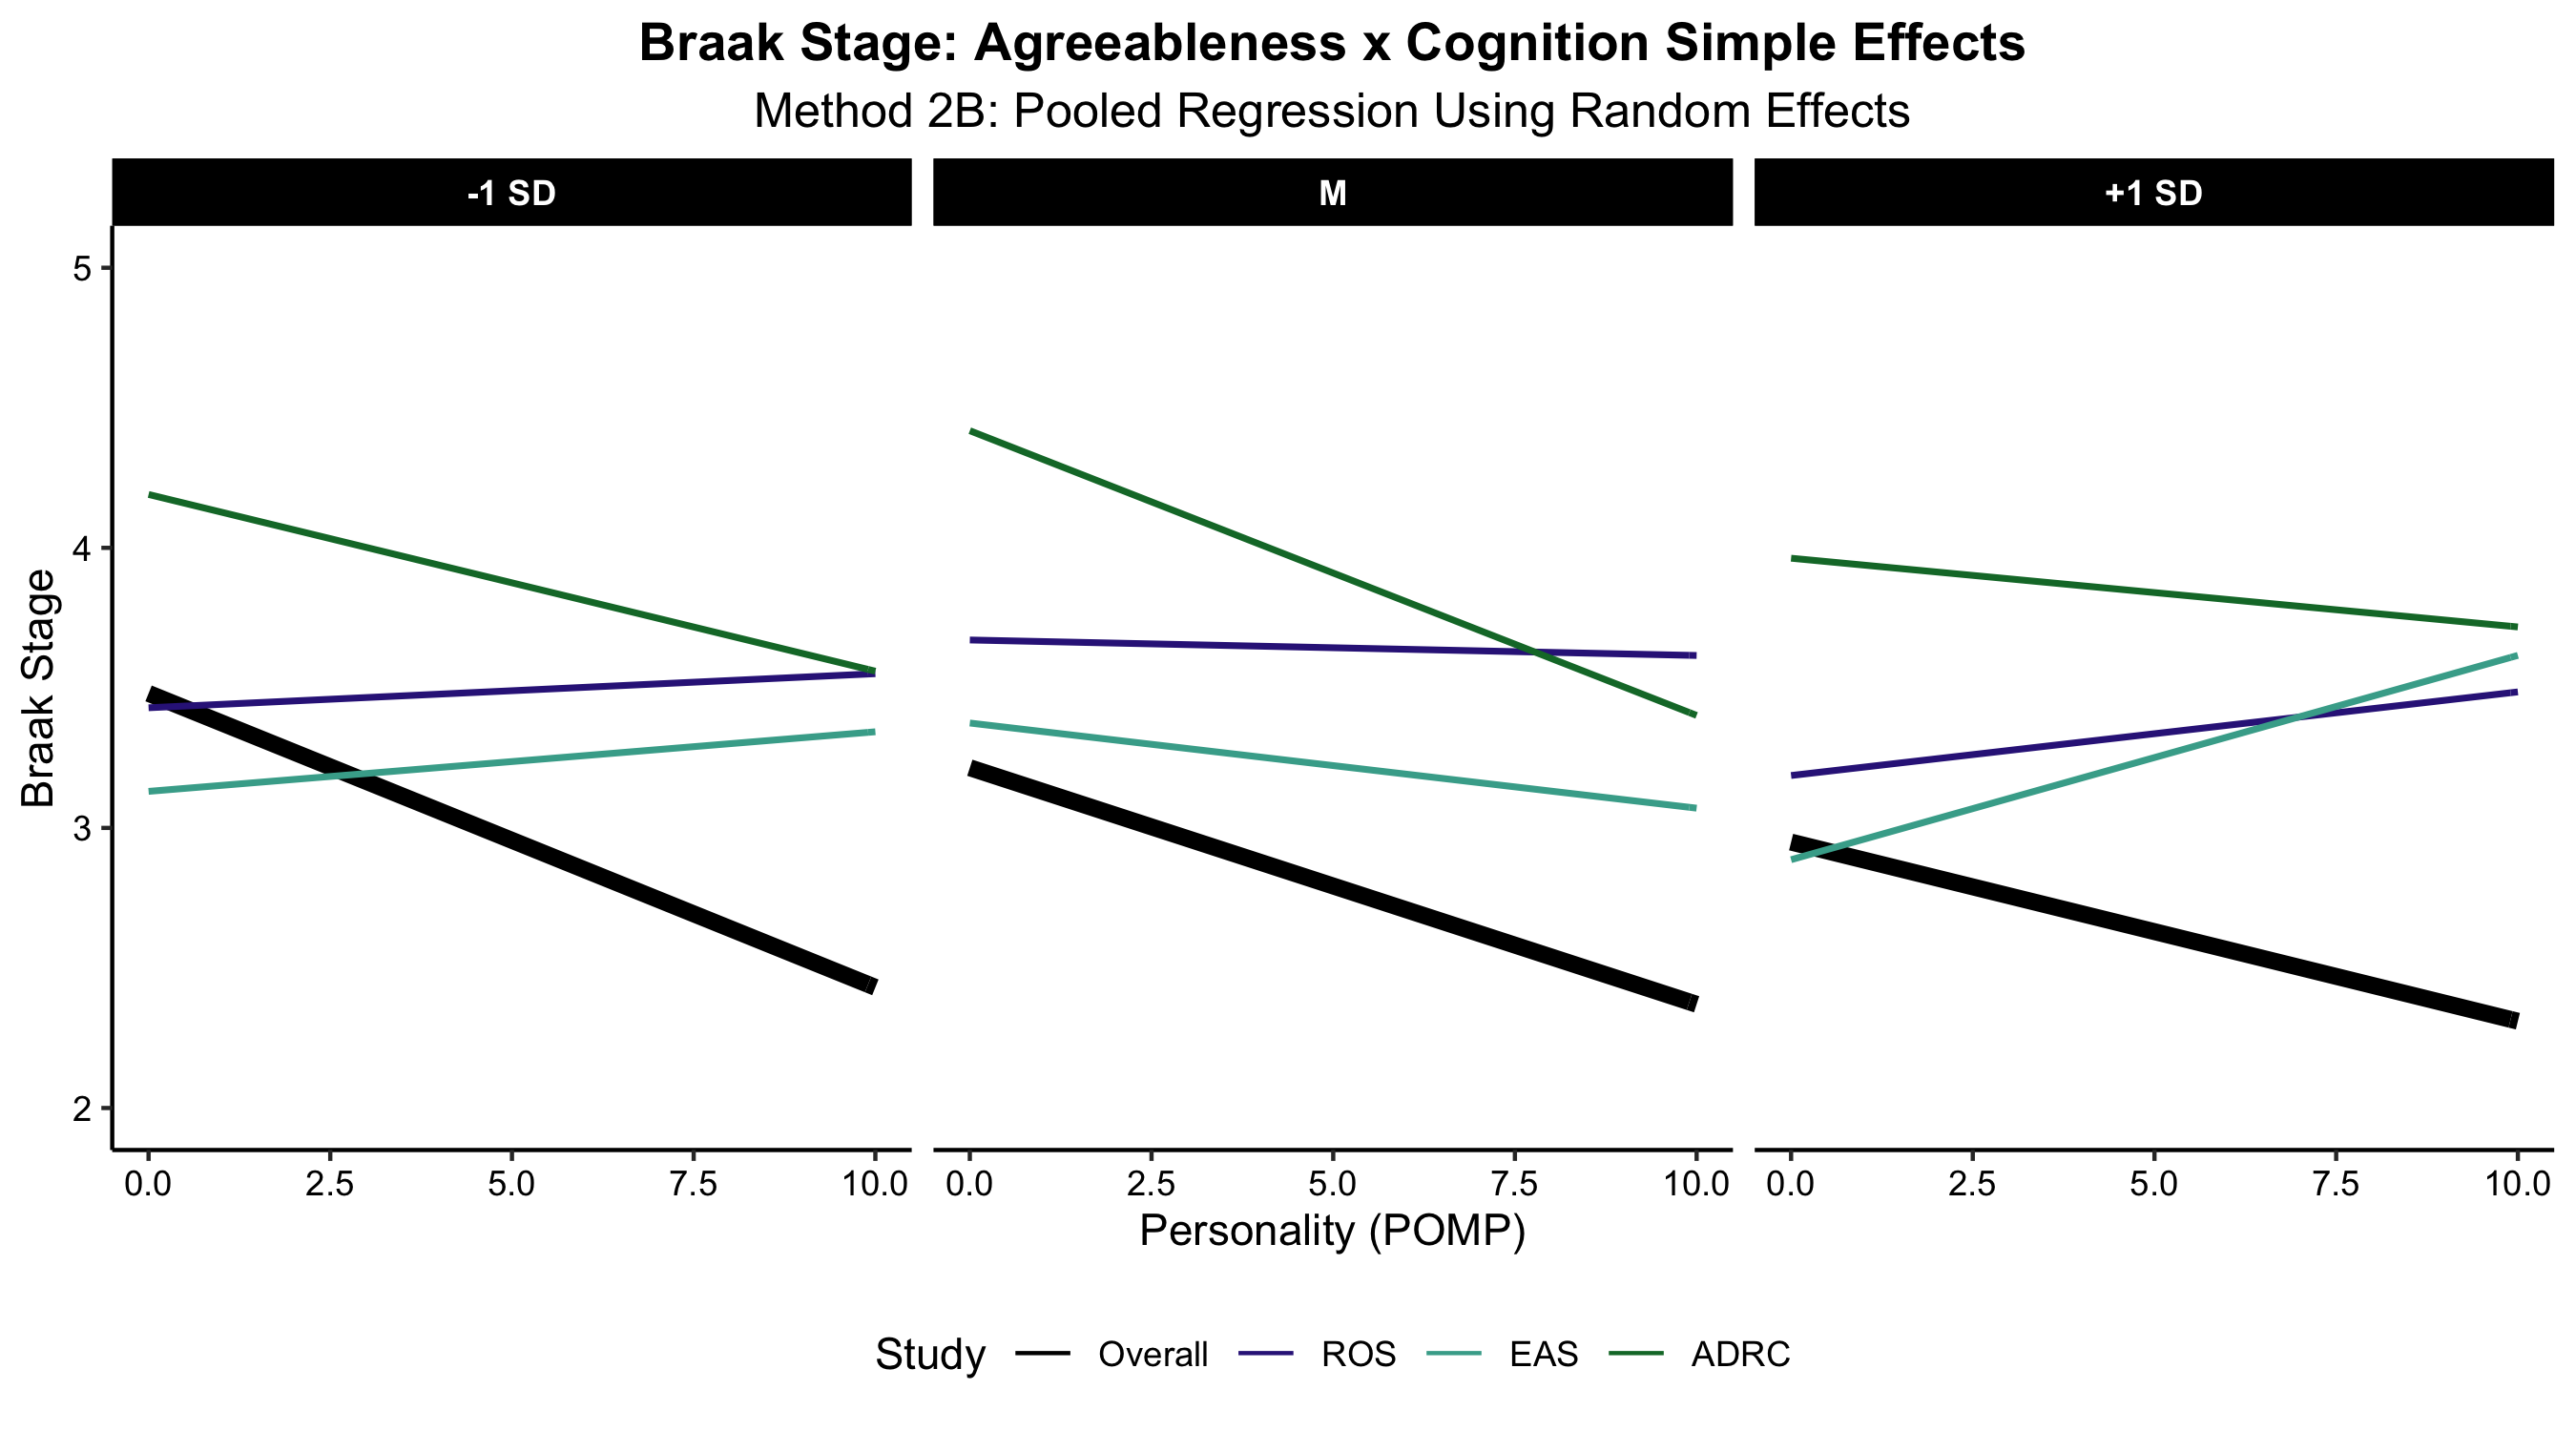 Braak Stage: Agreeableness x Cognition Simple Effects
Method 2B: Pooled Regression Using Random Effects
-1 SD
M
+1 SD
Braak Stage
5
4
3
2
0.0 2.5 5.0 7.5 10.0 0.0 2.5 5.0 7.5 10.0 0.0 2.5 5.0 7.5 10.0
Personality (POMP)
Study Overall ROS EAS ADRC